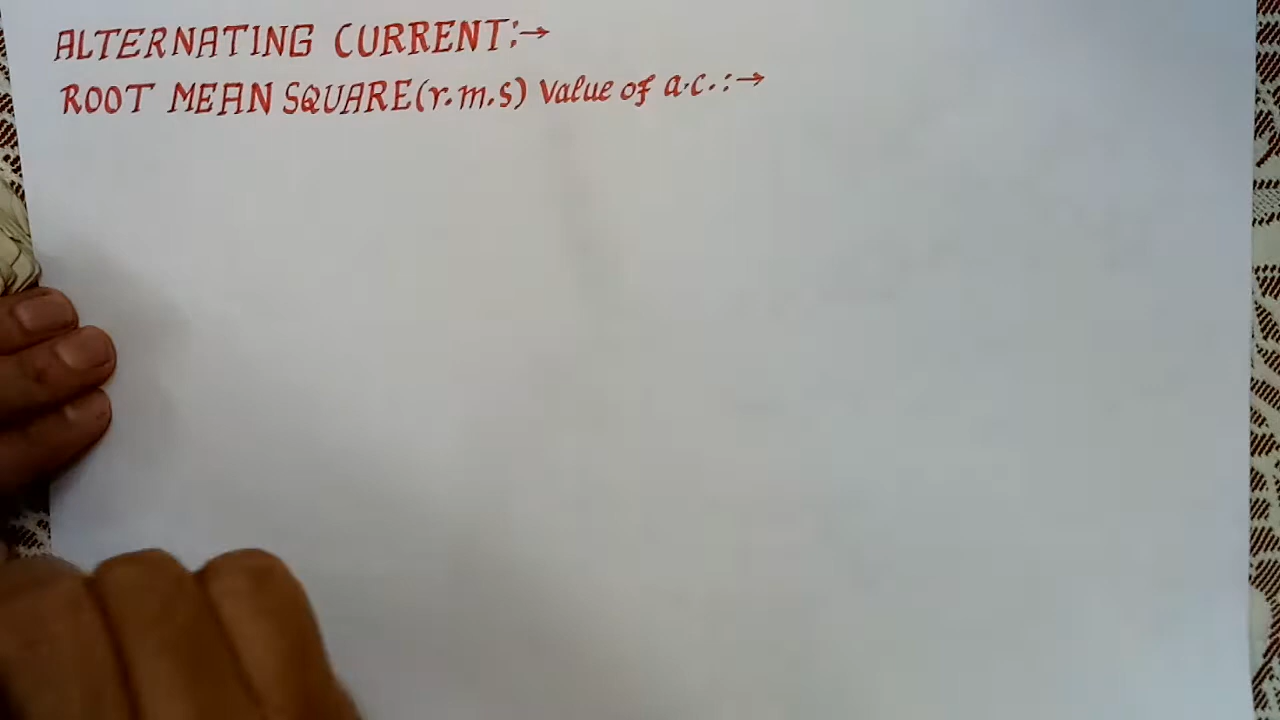 ALTERNATING CURRENT:→
ROOT MEAN SQUARE(r.m.s) Value of a.c.:→